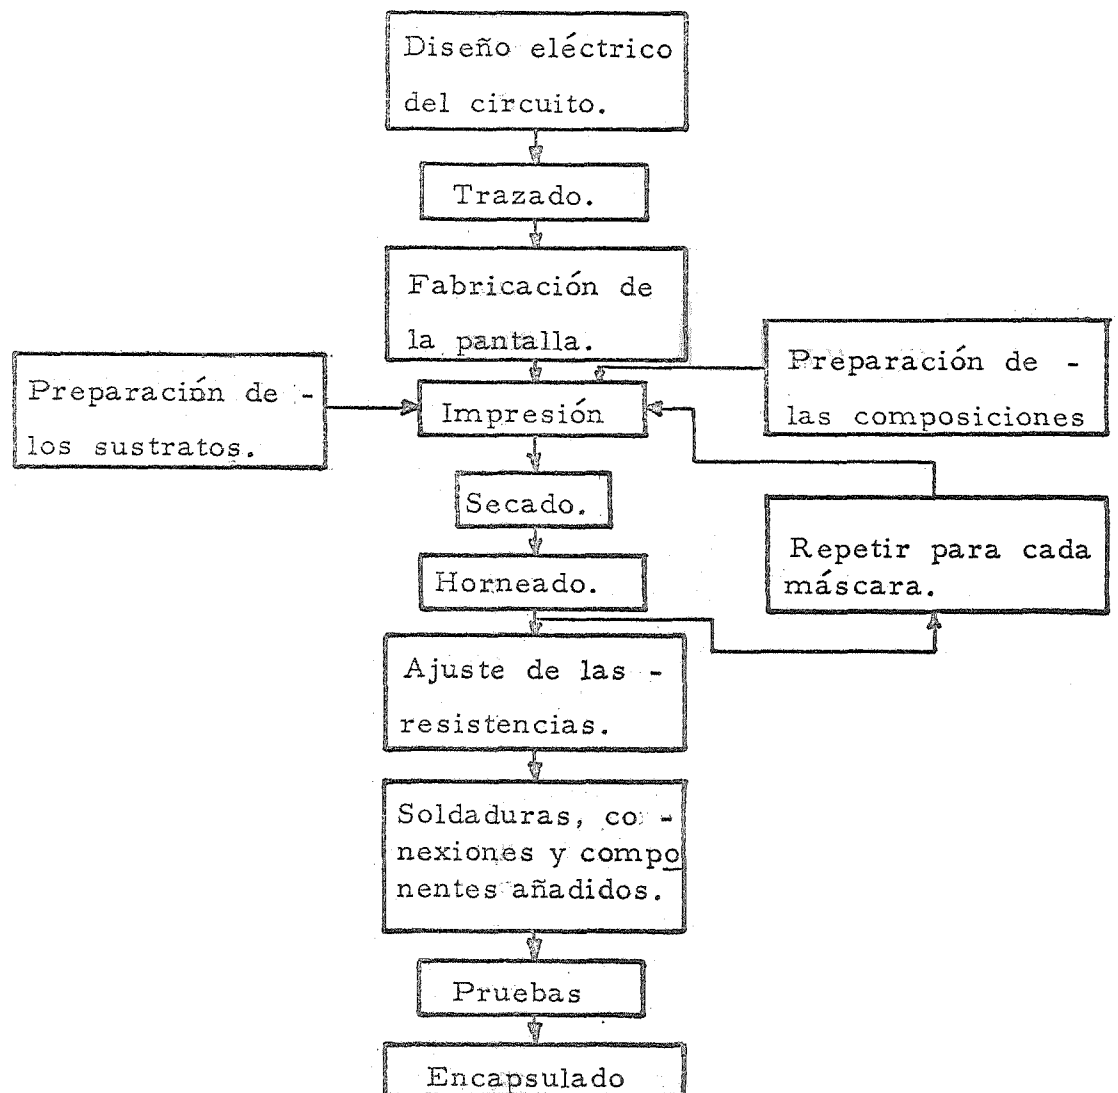 Diseño eléctrico
del circuito.
Trazado.
Fabricación de
la pantalla.
Preparación de -
los sustratos.
Preparación de -
las composiciones
Impresión
Secado.
Horneado.
Repetir para cada
máscara.
Ajuste de las -
resistencias.
Soldaduras, co -
nexiones y compo
nentes añadidos.
Pruebas
Encapsulado